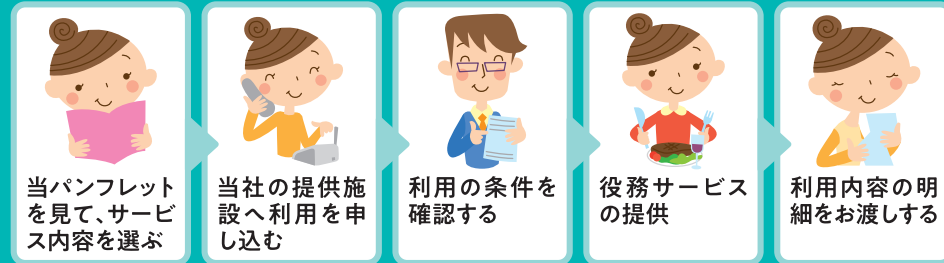 当パンフレット
を見て、サービ
ス内容を選ぶ
当社の提供施
設へ利用を申
し込む
利用の条件を
確認する
役務サービス
の提供
利用内容の明
細をお渡しする